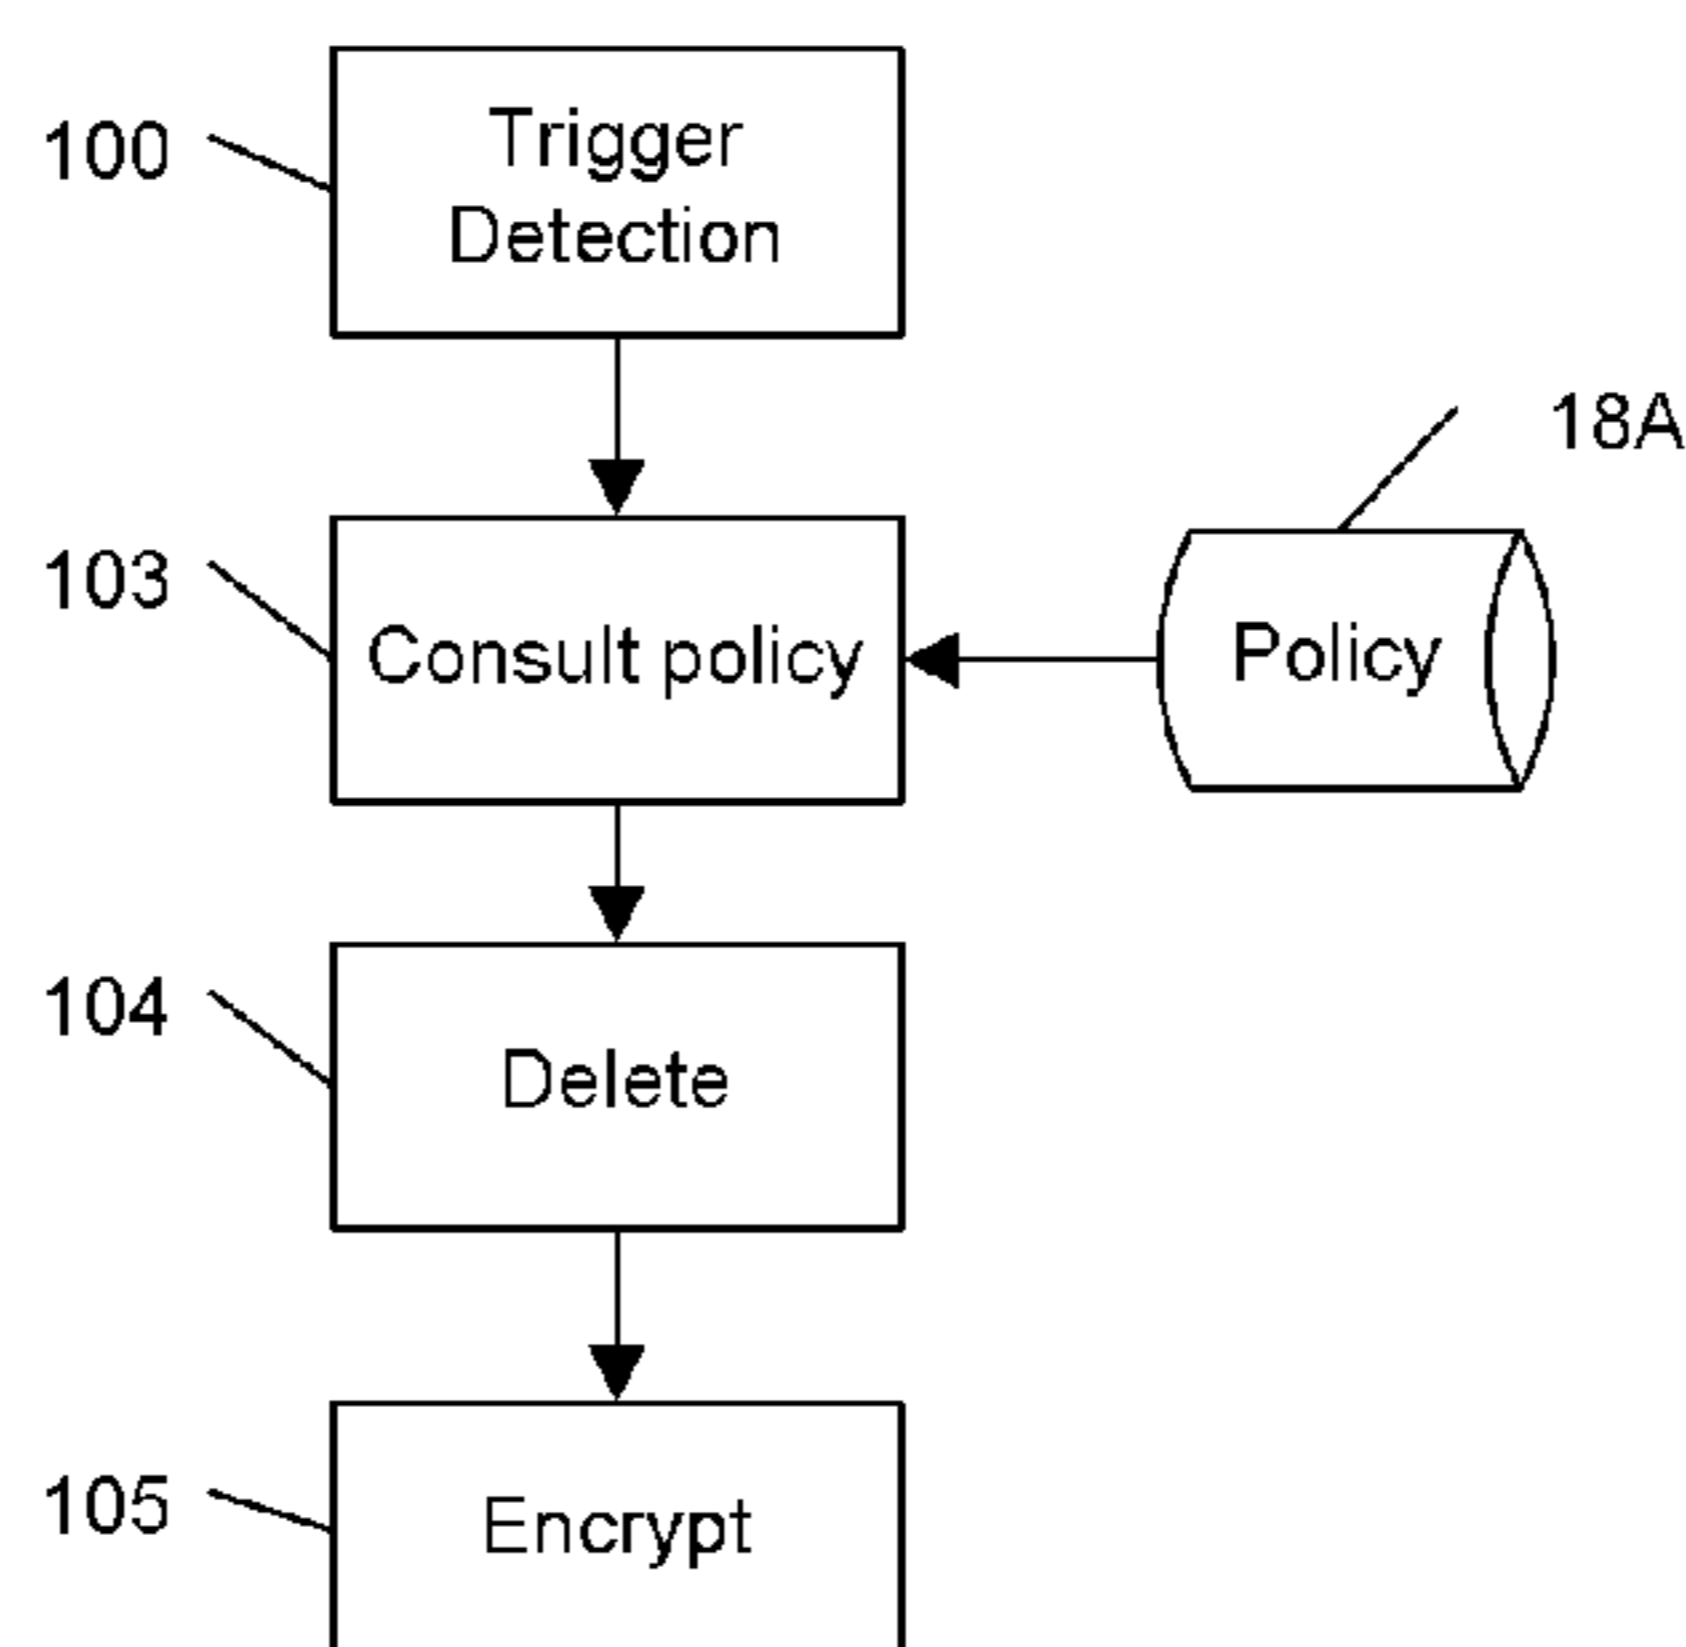 100
Trigger
Detection
18A
103
Consult policy
Policy
104
Delete
105
Encrypt